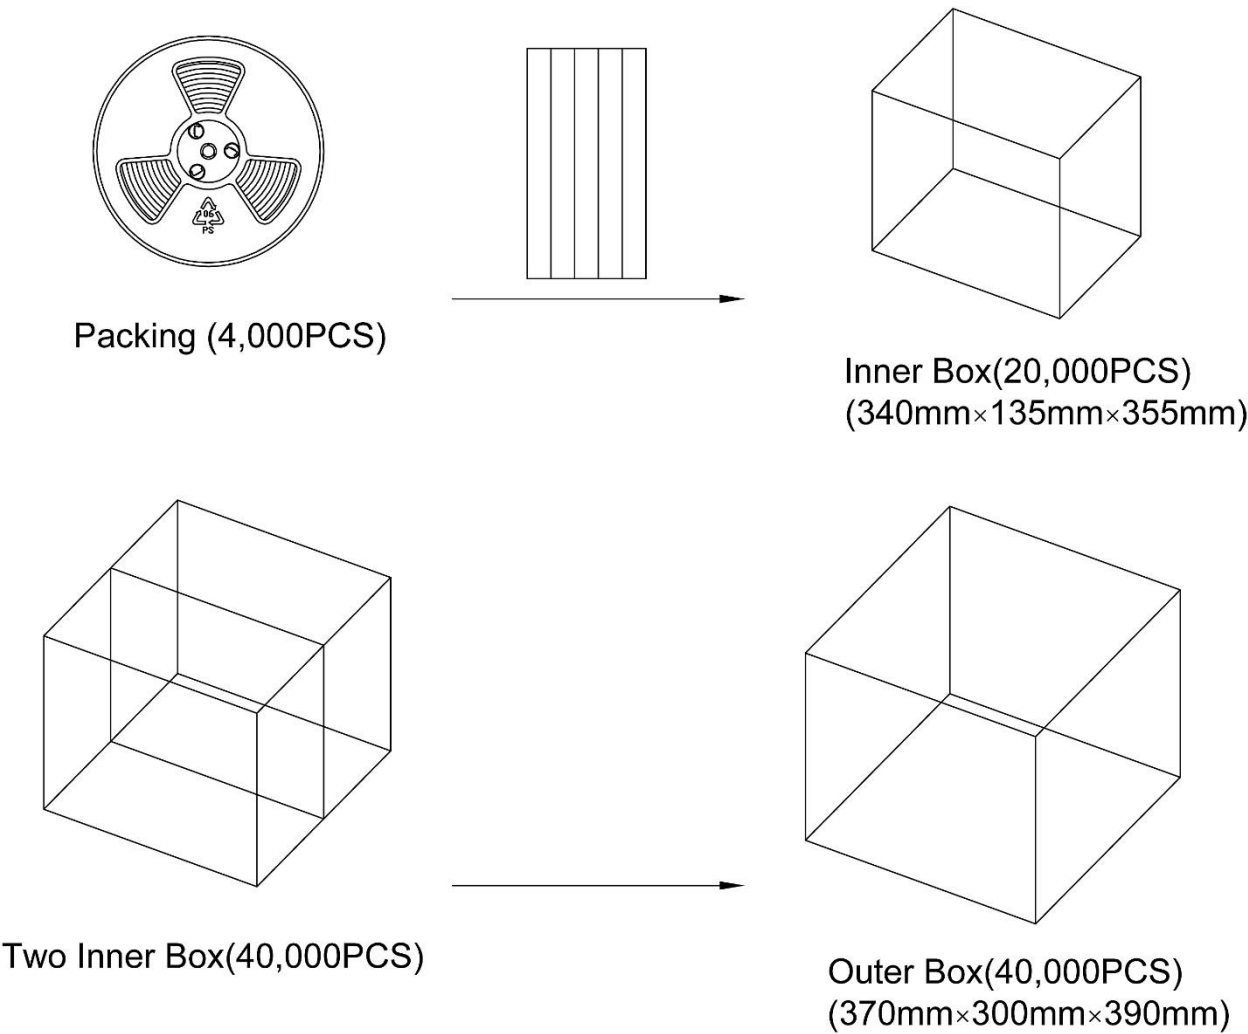 06
PS
Packing (4,000PCS)
Inner Box(20,000PCS)
(340mm×135mm×355mm)
Two Inner Box(40,000PCS)
Outer Box(40,000PCS)
(370mm×300mm×390mm)